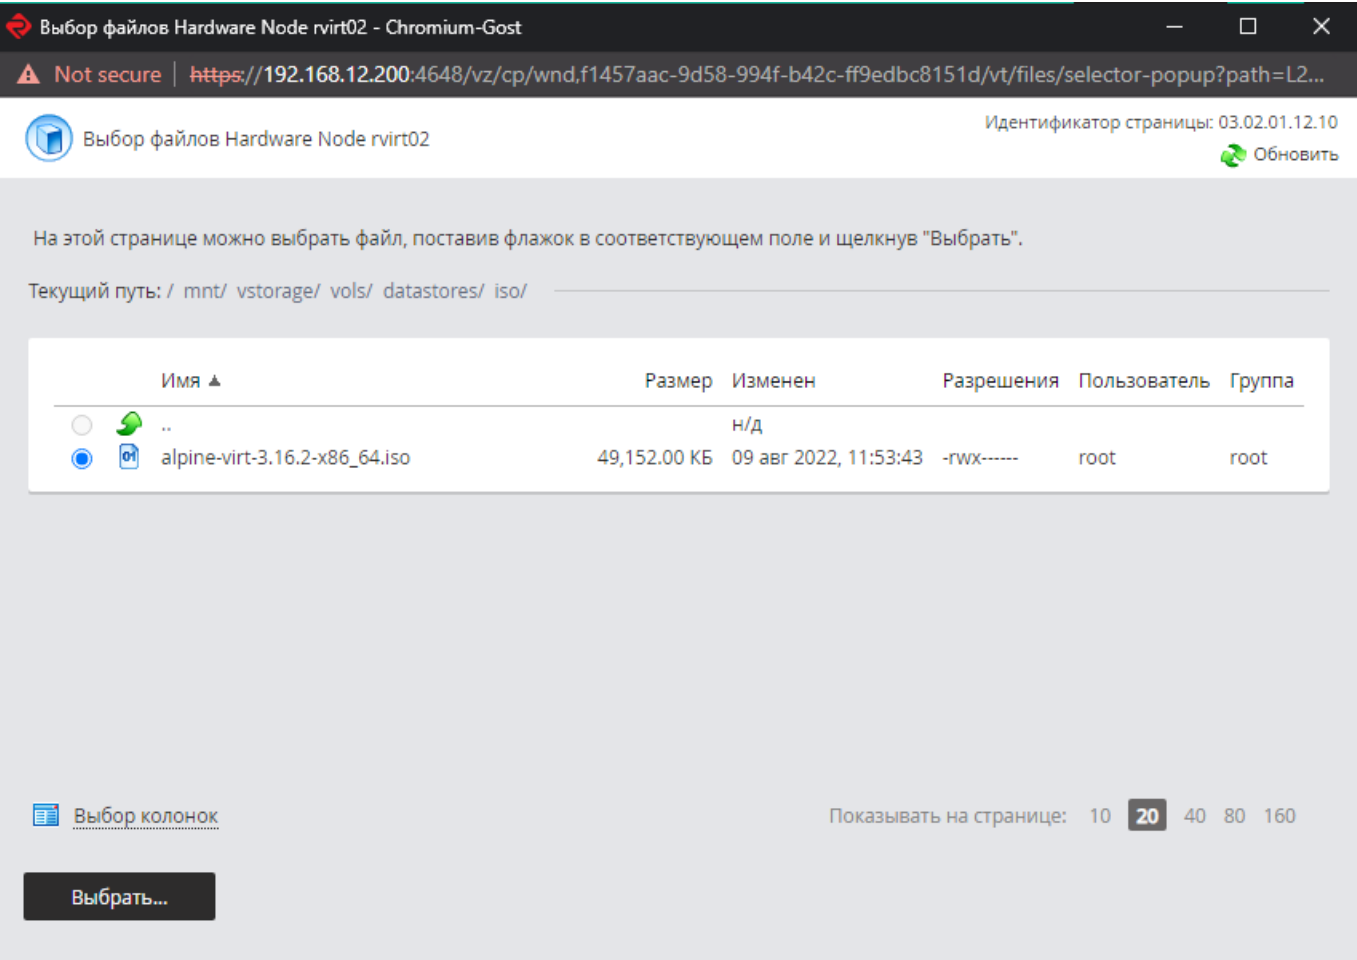 Выбор файлов Hardware Node rvirt02 - Chromium-Gost
Not secure | https://192.168.12.200:4648/vz/cp/wnd,f1457aac-9d58-994f-b42c-ff9edbc8151d/vt/files/selector-popup?path=L2...
Выбор файлов Hardware Node rvirt02
Идентификатор страницы: 03.02.01.12.10
Обновить
На этой странице можно выбрать файл, поставив флажок в соответствующем поле и щелкнув "Выбрать".
Текущий путь: / mnt/ vstorage/ vols/ datastores/ iso/
Имя Размер Изменен Разрешения Пользователь Группа
.. н/д
alpine-virt-3.16.2-x86_64.iso 49,152.00 КБ 09 авг 2022, 11:53:43 -rwx------ root root
Выбор колонок
Показывать на странице: 10 20 40 80 160
Выбрать...